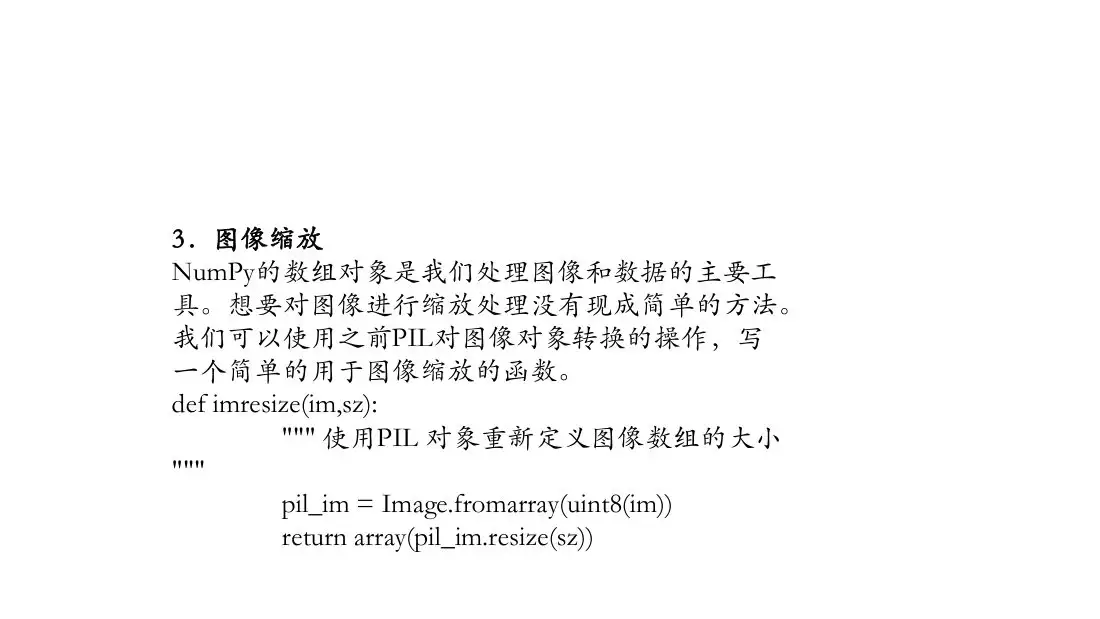 3．图像缩放
NumPy的数组对象是我们处理图像和数据的主要工
具。想要对图像进行缩放处理没有现成简单的方法。
我们可以使用之前PIL对图像对象转换的操作，写
一个简单的用于图像缩放的函数。
def imresize(im,sz):
""" 使用PIL 对象重新定义图像数组的大小
"""
pil_im = Image.fromarray(uint8(im))
return array(pil_im.resize(sz))